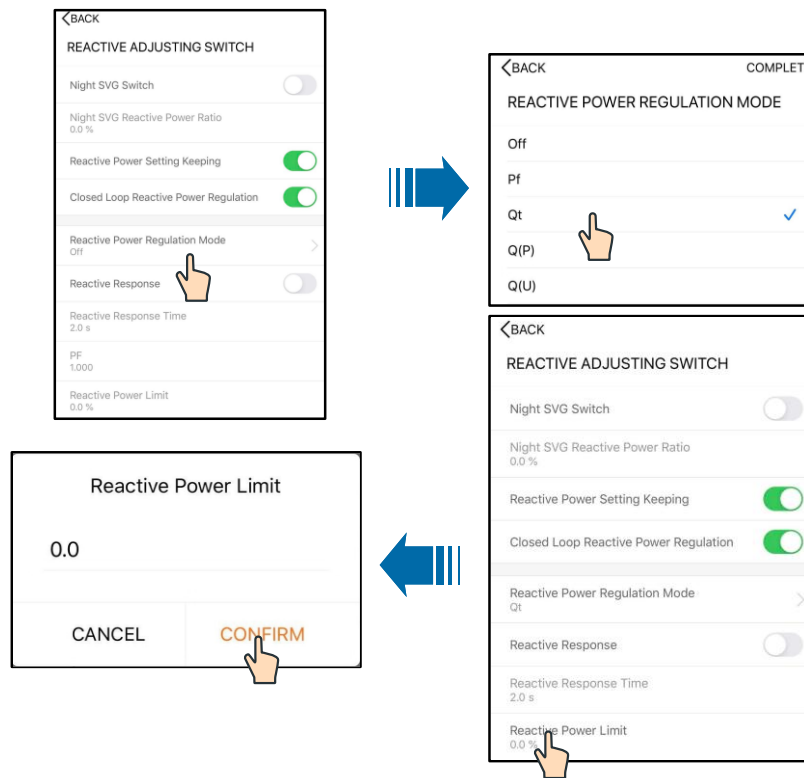 BACK
REACTIVE ADJUSTING SWITCH
Night SVG Switch
Night SVG Reactive Power Ratio
0.0 %
Reactive Power Setting Keeping
Closed Loop Reactive Power Regulation
Reactive Power Regulation Mode
Off
Reactive Response
Reactive Response Time
2.0 s
PF
1.000
Reactive Power Limit
0.0 %
BACK COMPLET
REACTIVE POWER REGULATION MODE
Off
Pf
Qt
Q(P)
Q(U)
BACK
REACTIVE ADJUSTING SWITCH
Night SVG Switch
Night SVG Reactive Power Ratio
0.0 %
Reactive Power Setting Keeping
Closed Loop Reactive Power Regulation
Reactive Power Regulation Mode
Qt
Reactive Response
Reactive Response Time
2.0 s
Reactive Power Limit
0.0 %
Reactive Power Limit
0.0
CANCEL CONFIRM